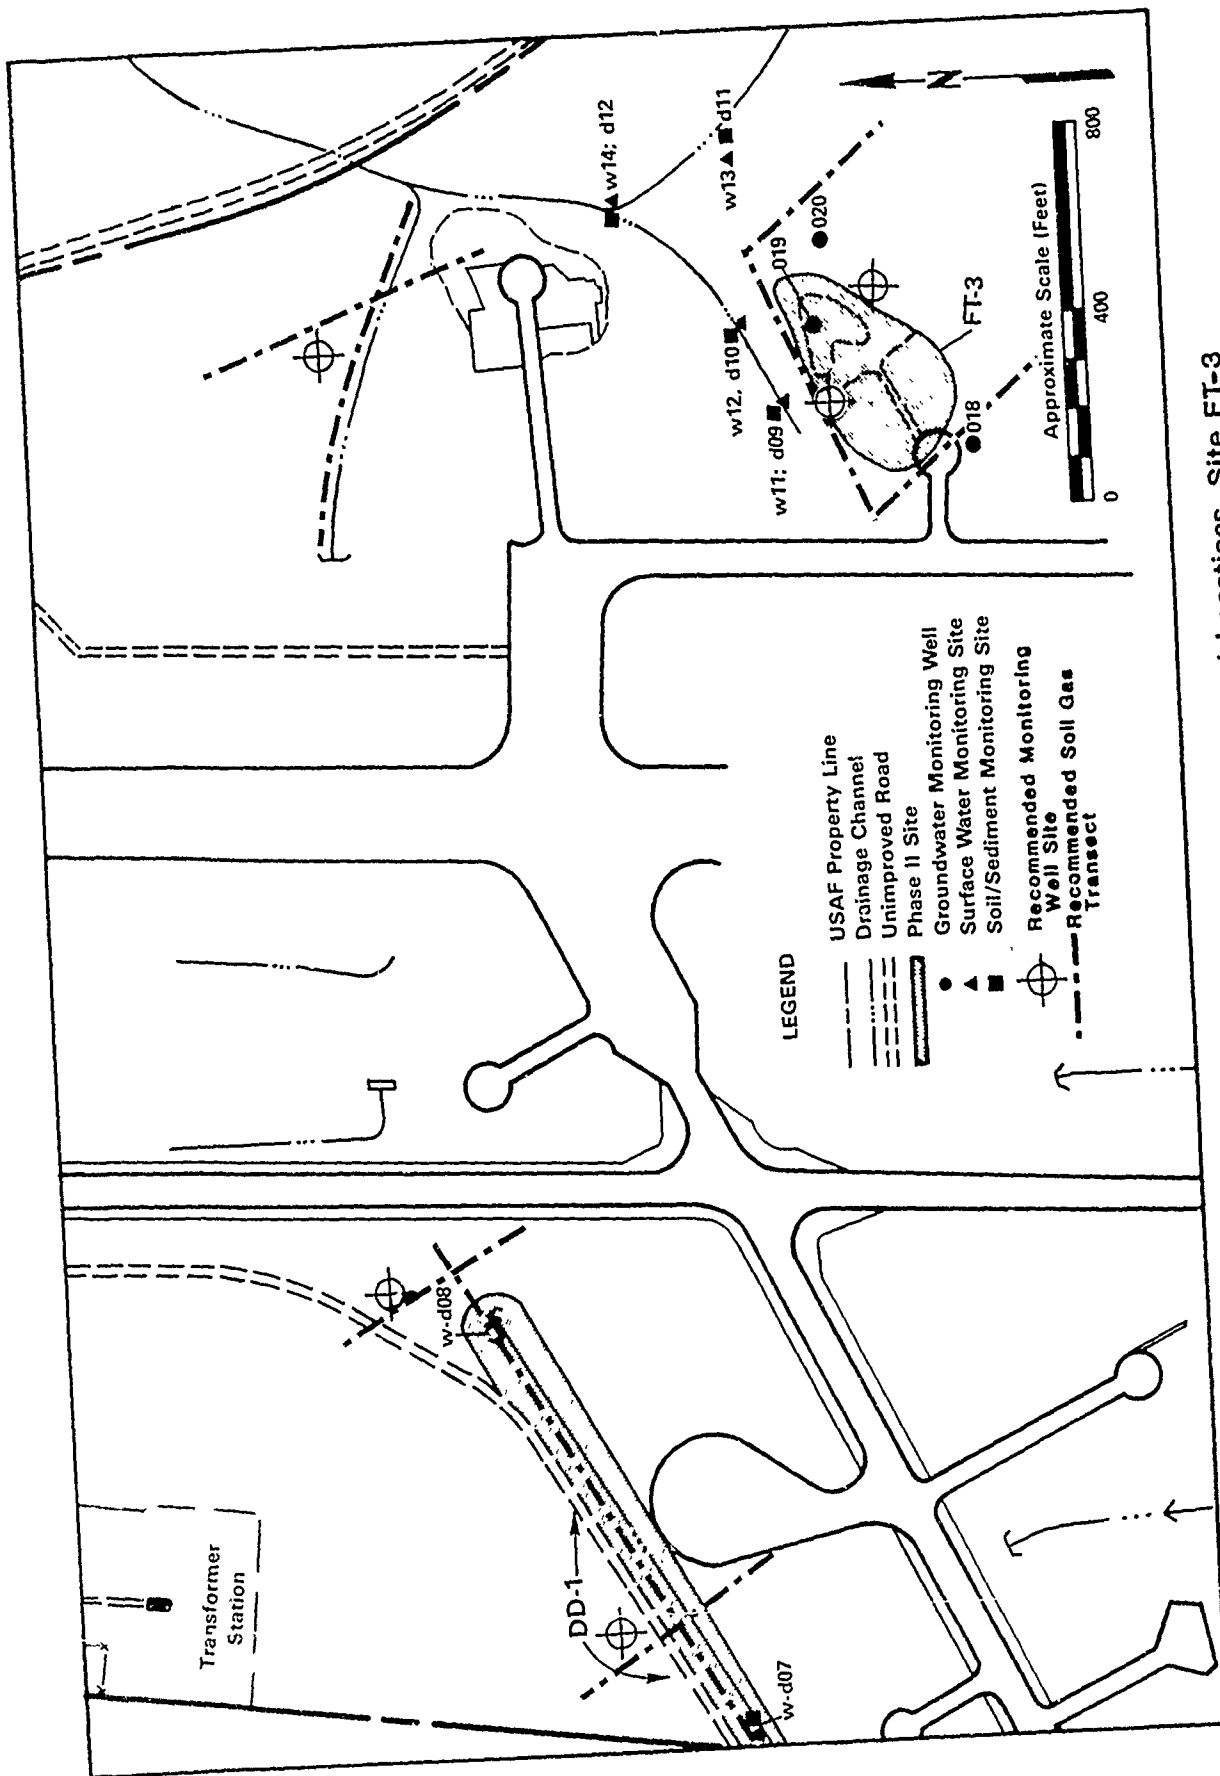 Transformer
Station
DD-1
w-d07
w-d08
LEGEND
USAF Property Line
Drainage Channel
Unimproved Road
Phase II Site
Groundwater Monitoring Well
Surface Water Monitoring Site
Soil/Sediment Monitoring Site
Recommended Monitoring
Well Site
Recommended Soil Gas
Transect
w14; d12
w13
d11
w12, d10
w11; d09
019
020
018
FT-3
N
Approximate Scale (Feet)
0
400
800
Site FT-3